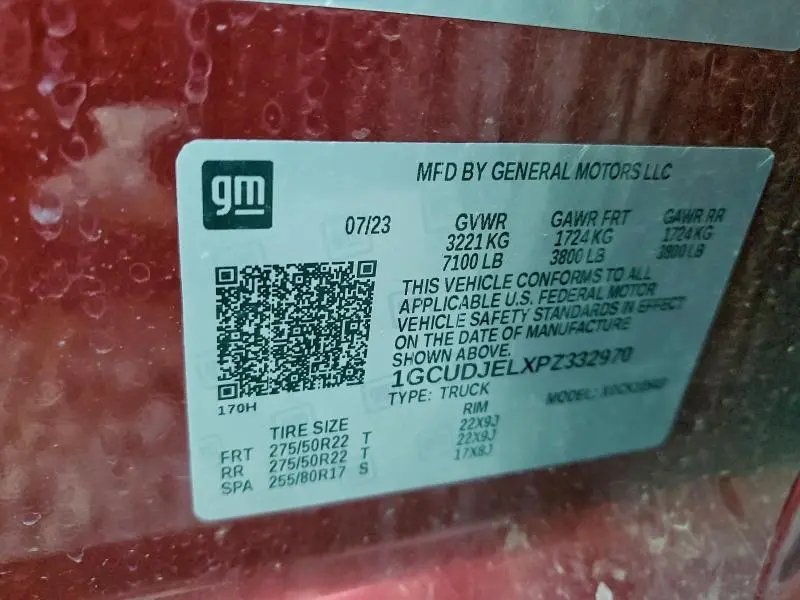 gm
MFD BY GENERAL MOTORS LLC
07/23 GVWR GAWR FRT GAWR RR
3221 KG 1724 KG 1724 KG
7100 LB 3800 LB 3800 LB
THIS VEHICLE CONFORMS TO ALL
APPLICABLE U.S. FEDERAL MOTOR
VEHICLE SAFETY STANDARDS IN EFFECT
ON THE DATE OF MANUFACTURE
SHOWN ABOVE.
1GCUDJELXPZ332970
TYPE: TRUCK MODEL:
170H
TIRE SIZE RIM
FRT 275/50R22 T 22X9J
RR 275/50R22 T 22X9J
SPA 255/80R17 S 17X8J